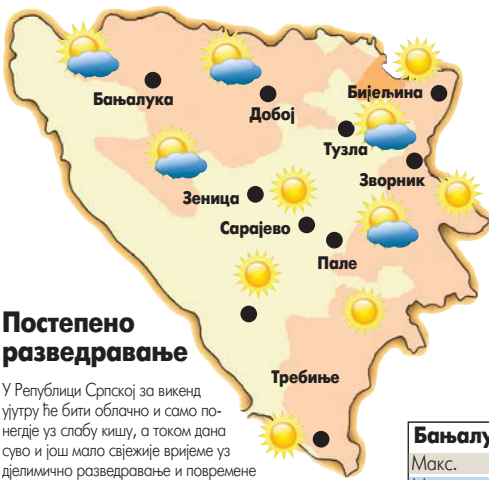 Бањалука
Добој
Бијељина
Тузла
Зворник
Зеница
Сарајево
Пале
Требиње
Постепено
разведравање
У Републици Српској за викенд
ујутру ће бити облачно и само по-
негдје уз слабу кишу, а током дана
суво и још мало свјежије вријеме уз
дјелимично разведравање и повремене
Бањалу
Макс.